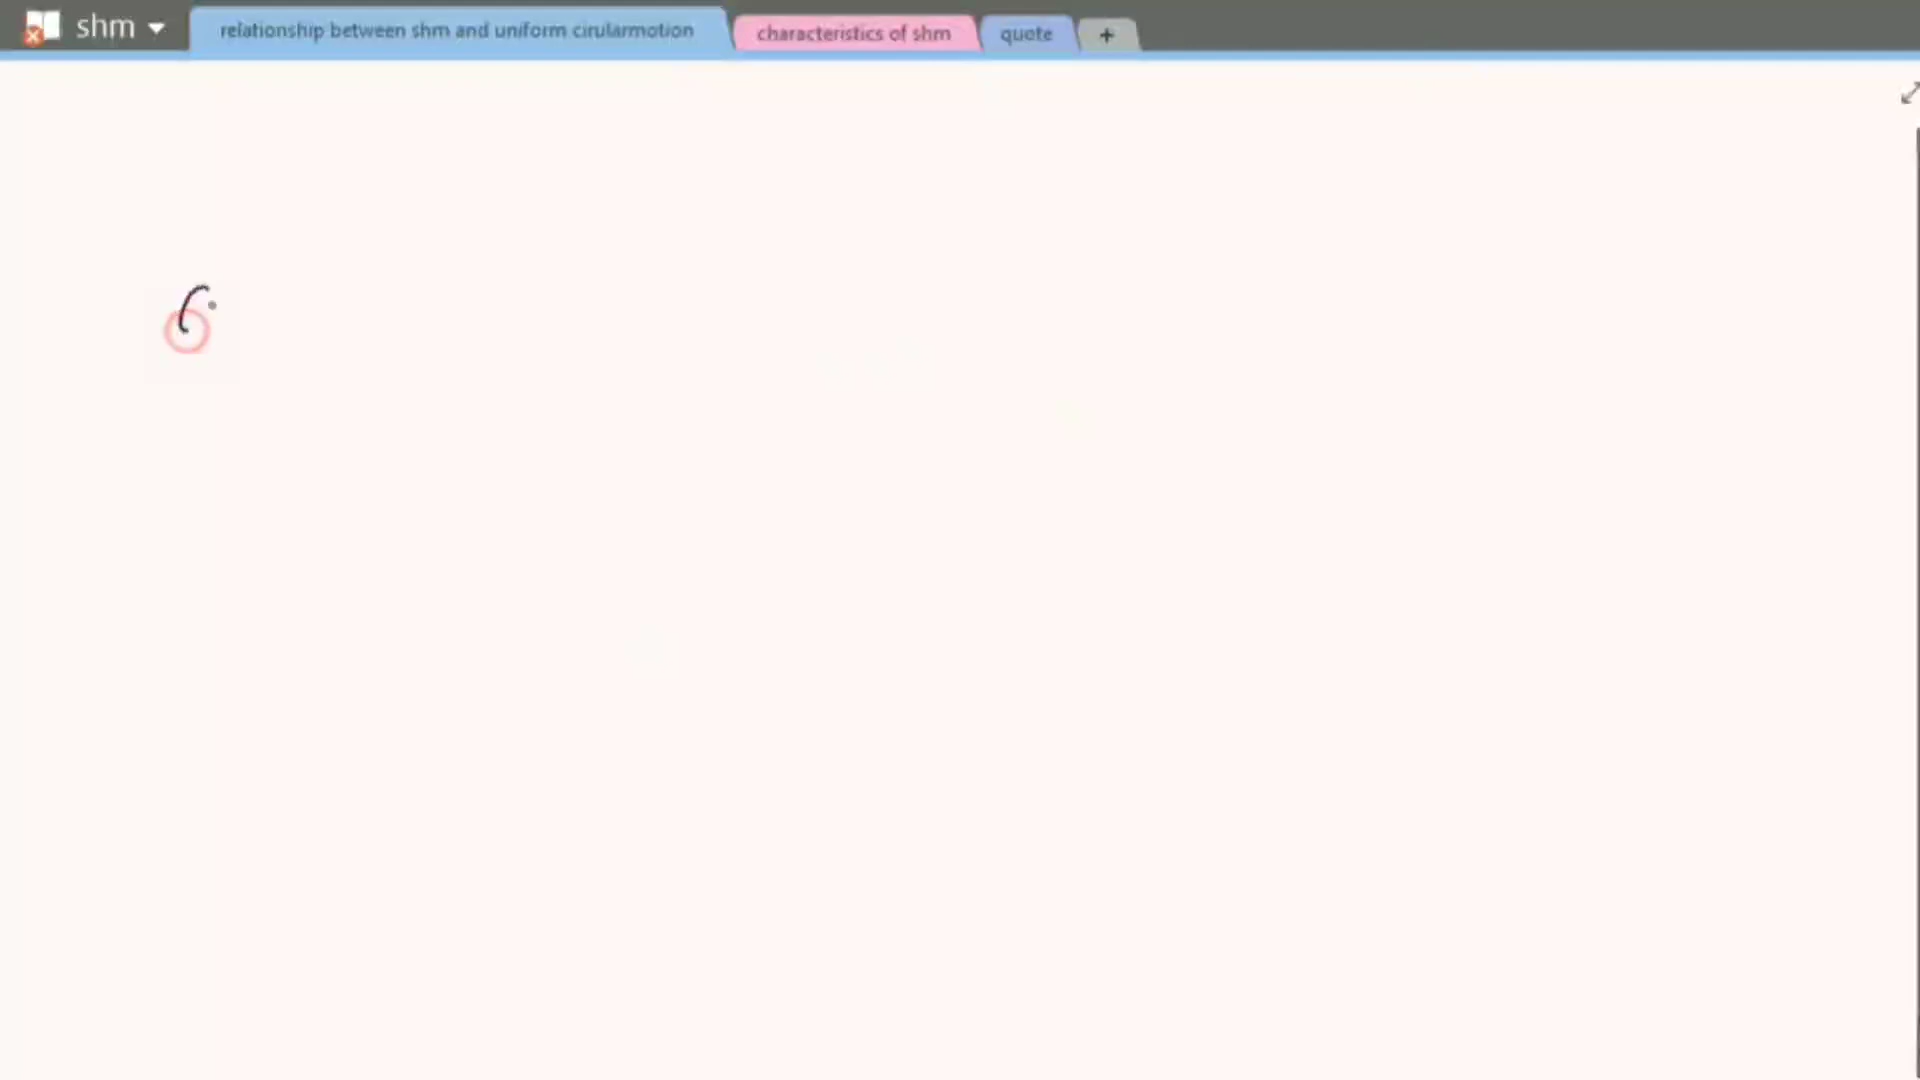 shm
relationship between shm and uniform cirularmotion
characteristics of shm
quote
+